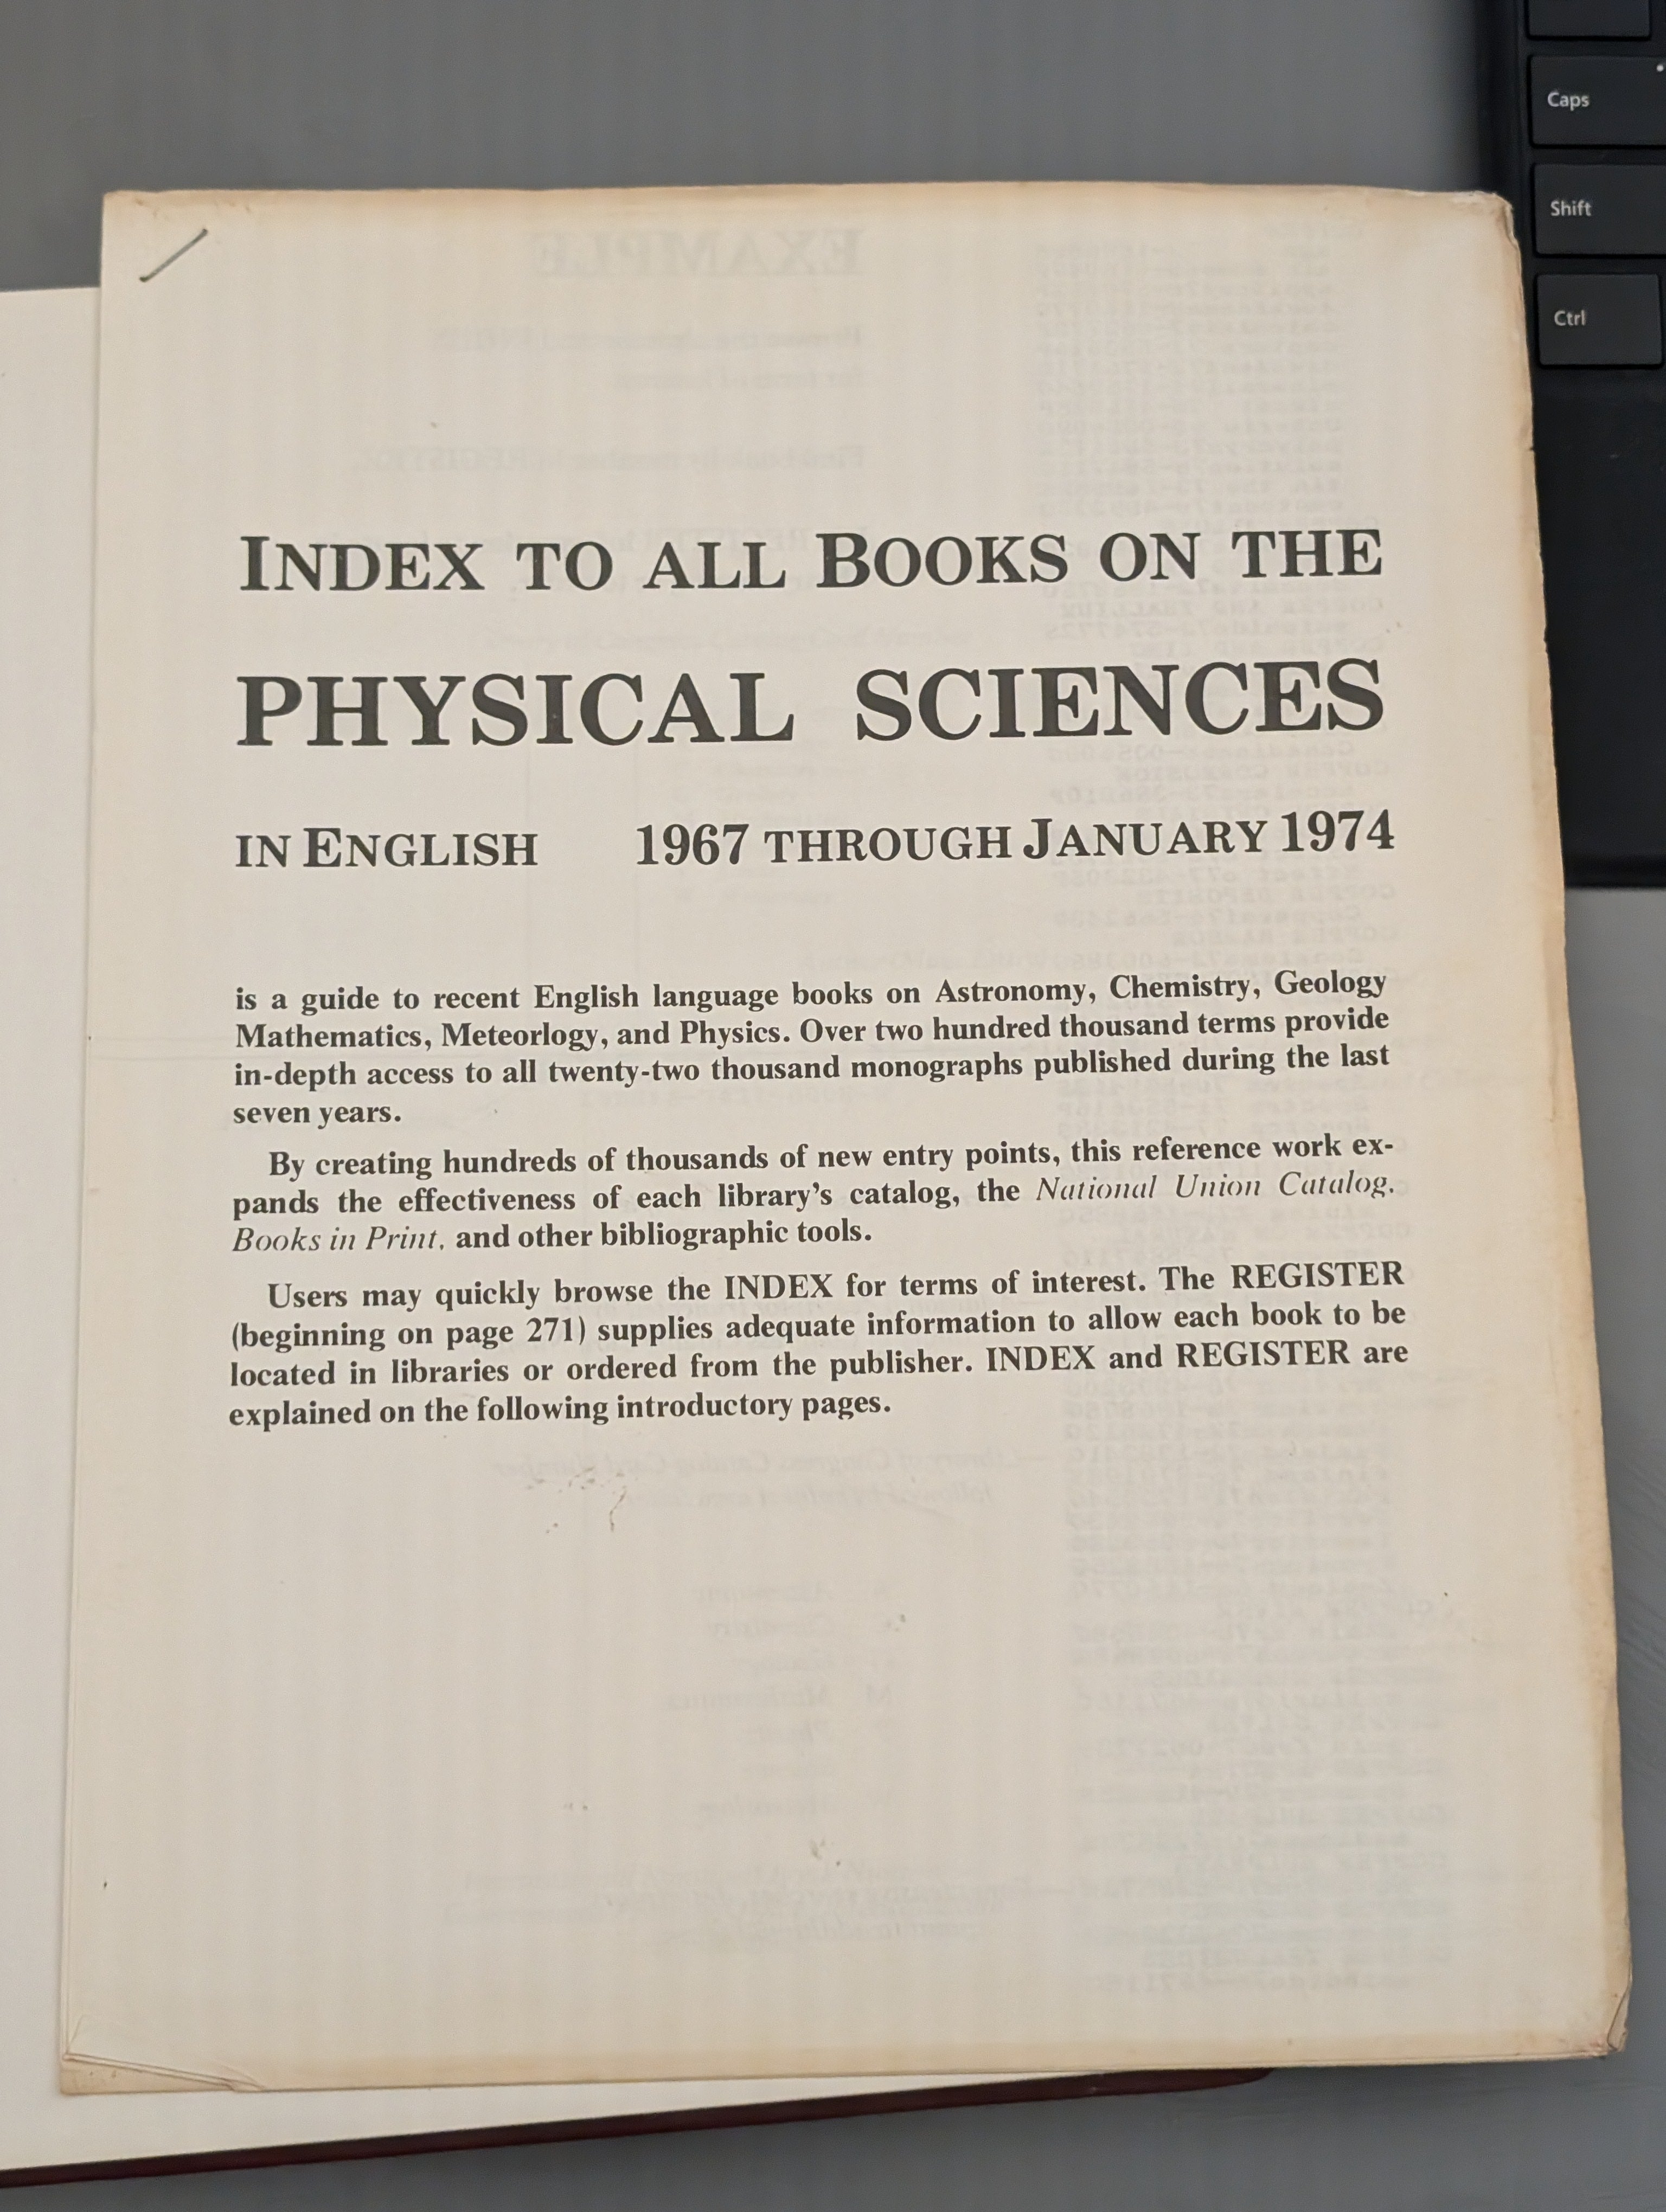 Caps
Shift
Ctrl
EXAMPLE
INDEX TO ALL BOOKS ON THE
PHYSICAL SCIENCES
IN ENGLISH 1967 THROUGH JANUARY 1974
is a guide to recent English language books on Astronomy, Chemistry, Geology
Mathematics, Meteorlogy, and Physics. Over two hundred thousand terms provide
in-depth access to all twenty-two thousand monographs published during the last
seven years.
By creating hundreds of thousands of new entry points, this reference work ex-
pands the effectiveness of each library's catalog, the National Union Catalog,
Books in Print, and other bibliographic tools.
Users may quickly browse the INDEX for terms of interest. The REGISTER
(beginning on page 271) supplies adequate information to allow each book to be
located in libraries or ordered from the publisher. INDEX and REGISTER are
explained on the following introductory pages.